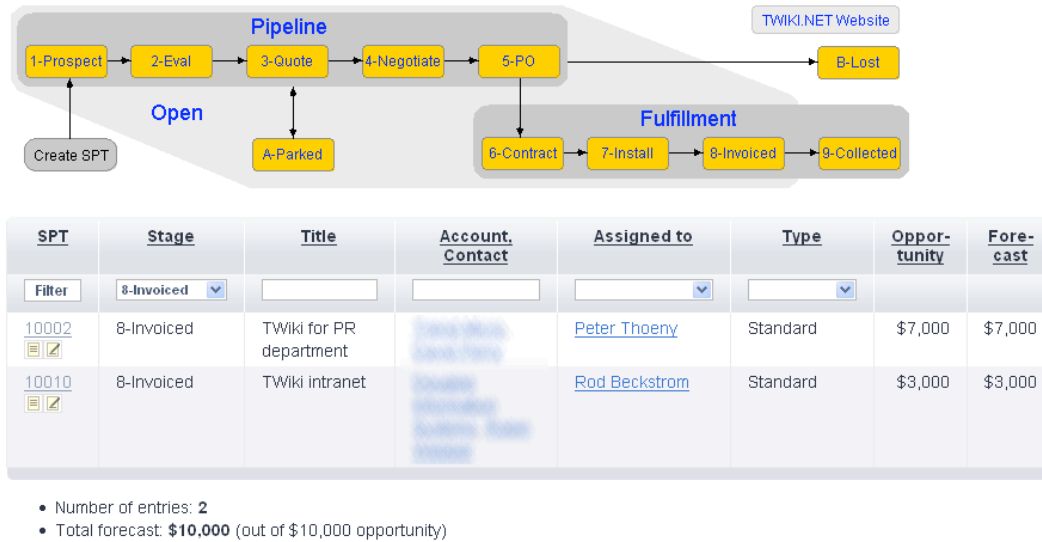 Pipeline
TWIKI.NET Website
1-Prospect 2-Eval 3-Quote 4-Negotiate 5-PO B-Lost
Open
Fulfillment
Create SPT A-Parked 6-Contract 7-Install 8-Invoiced 9-Collected
SPT Stage Title Account, Contact Assigned to Type Oppor-tunity Fore-cast
Filter 8-Invoiced
10002 8-Invoiced TWiki for PR Peter Thoeny Standard $7,000 $7,000
department
10010 8-Invoiced TWiki intranet Rod Beckstrom Standard $3,000 $3,000
• Number of entries: 2
• Total forecast: $10,000 (out of $10,000 opportunity)